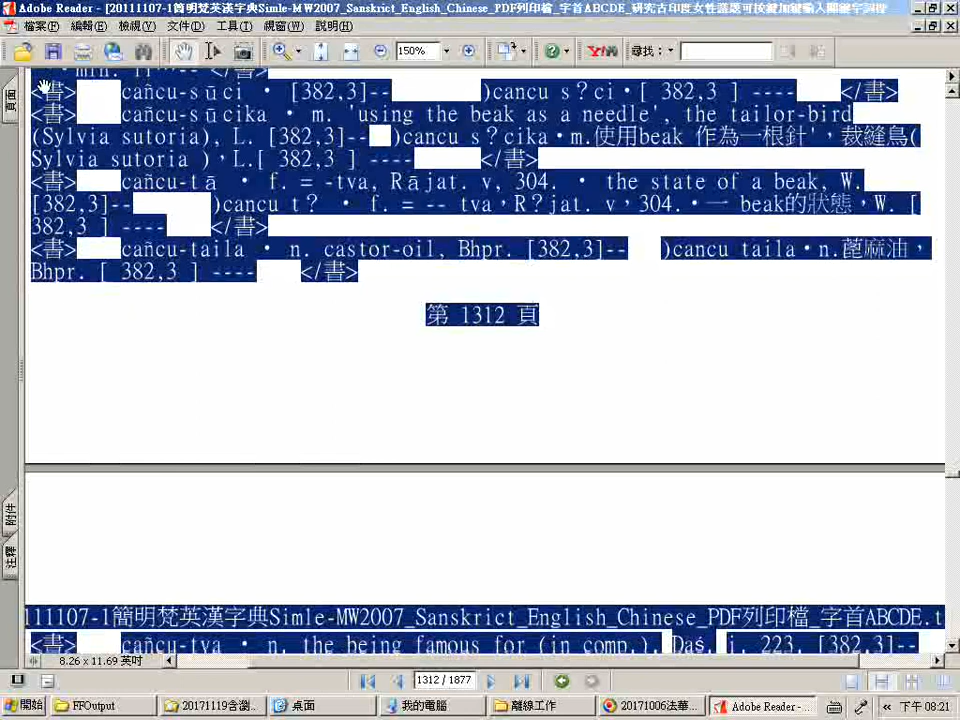 Adobe Reader - [20111107-1簡明梵英漢字典Simle-MW2007_Sanskrict_English_Chinese_PDF列印檔_字首ABCDE_研究古印度女性議題可按
檔案(F) 編輯(E) 檢視(V) 文件(D) 工具(T) 視窗(W) 說明(H)
150% 尋找：
頁面
<書> cañcu-sūci • [382,3]-- )cancu s？ci•[ 382,3 ] ---- </書>
<書> cañcu-sūcika • m. 'using the beak as a needle', the tailor-bird
(Sylvia sutoria), L. [382,3]-- )cancu s？cika•m.使用beak 作為一根針'，裁縫鳥(
Sylvia sutoria )，L.[ 382,3 ] ---- </書>
<書> cañcu-tā • f. = -tva, Rājat. v, 304. • the state of a beak, W.
[382,3]-- )cancu t？ • f. = -- tva，R？jat. v，304.•一 beak的狀態，W. [
382,3 ] ---- </書>
<書> cañcu-taila • n. castor-oil, Bhpr. [382,3]-- )cancu taila•n.蓖麻油，
Bhpr. [ 382,3 ] ---- </書>
第 1312 頁
附件
注釋
111107-1簡明梵英漢字典Simle-MW2007_Sanskrict_English_Chinese_PDF列印檔_字首ABCDE.t
<書> cañcu-tva • n. the being famous for (in comp.), Daś. i, 223. [382,3]--
8.26 x 11.69 英吋
1312 / 1877
開始 FFOutput 20171119含瀏... 桌面 我的電腦 離線工作 20171006法華... Adobe Reader - ... 下午 08:21